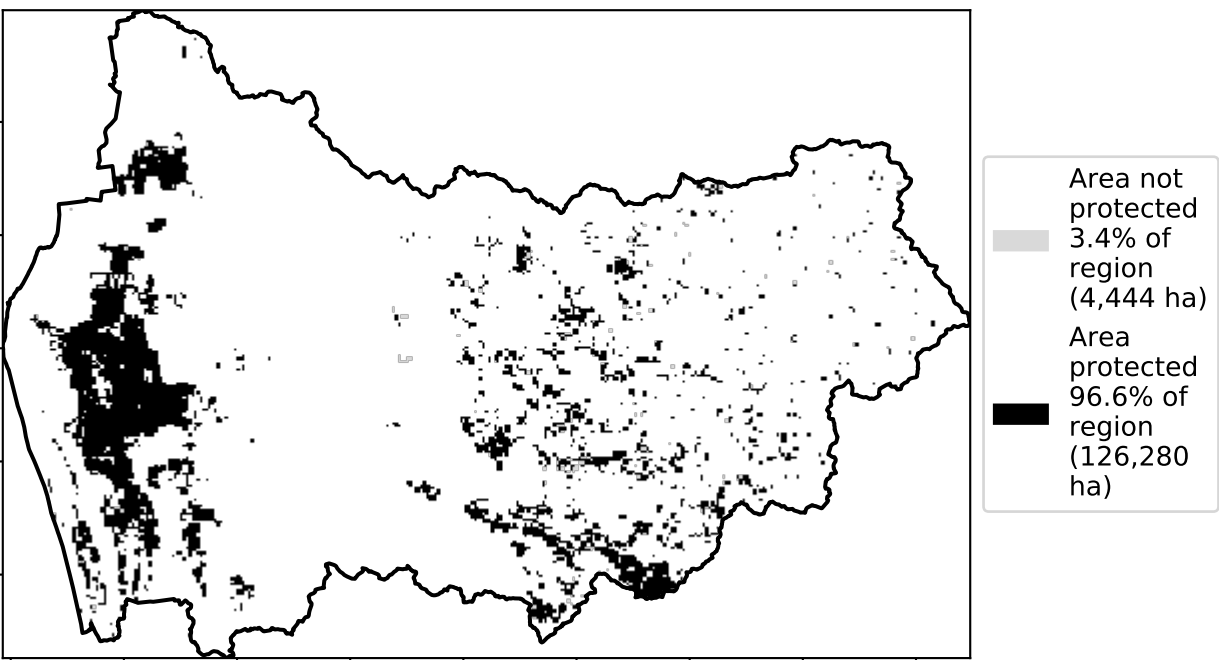 Area not
protected
3.4% of
region
(4,444 ha)
Area
protected
96.6% of
region
(126,280
ha)